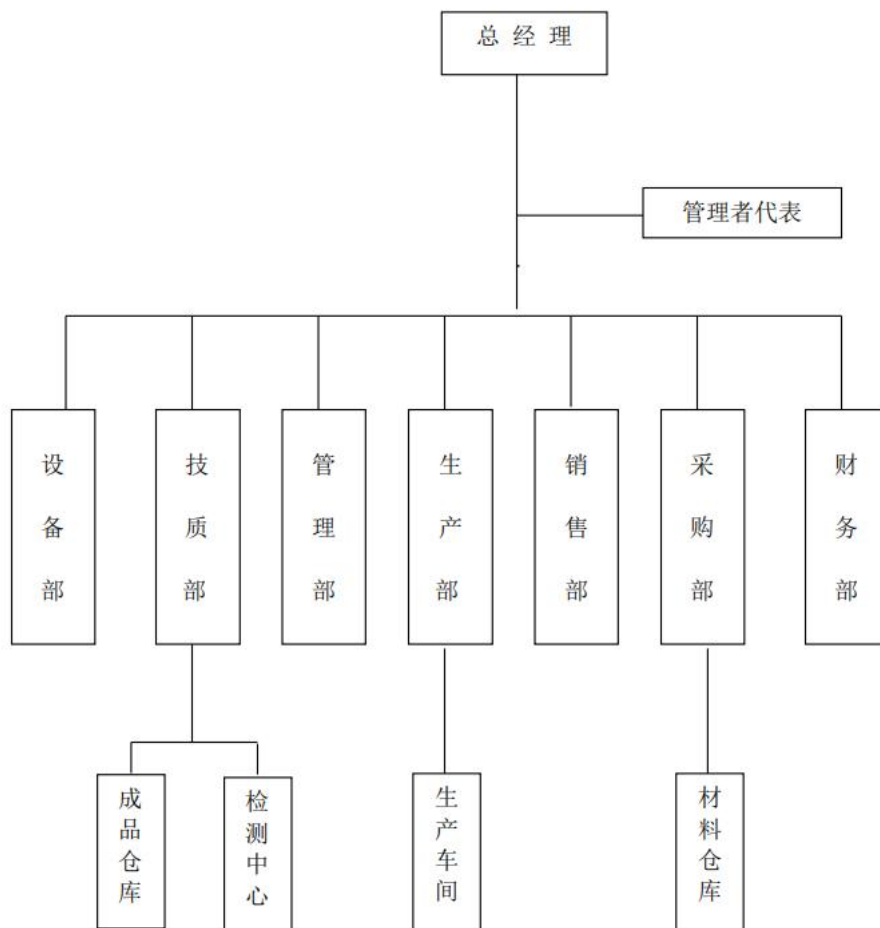 总经理
管理者代表
设备部
技质部
管理部
生产部
销售部
采购部
财务部
成品仓库
检测中心
生产车间
材料仓库